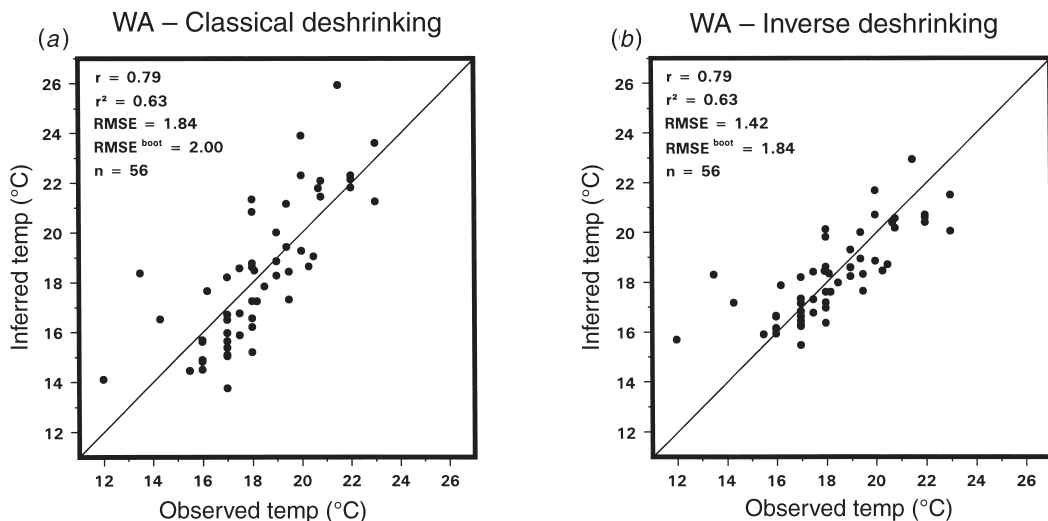 WA – Classical deshrinking
(a)
r = 0.79
r² = 0.63
RMSE = 1.84
RMSE boot = 2.00
n = 56
26
24
22
20
18
16
14
12
Inferred temp (°C)
12 14 16 18 20 22 24 26
Observed temp (°C)
WA – Inverse deshrinking
(b)
r = 0.79
r² = 0.63
RMSE = 1.42
RMSE boot = 1.84
n = 56
26
24
22
20
18
16
14
12
Inferred temp (°C)
12 14 16 18 20 22 24 26
Observed temp (°C)